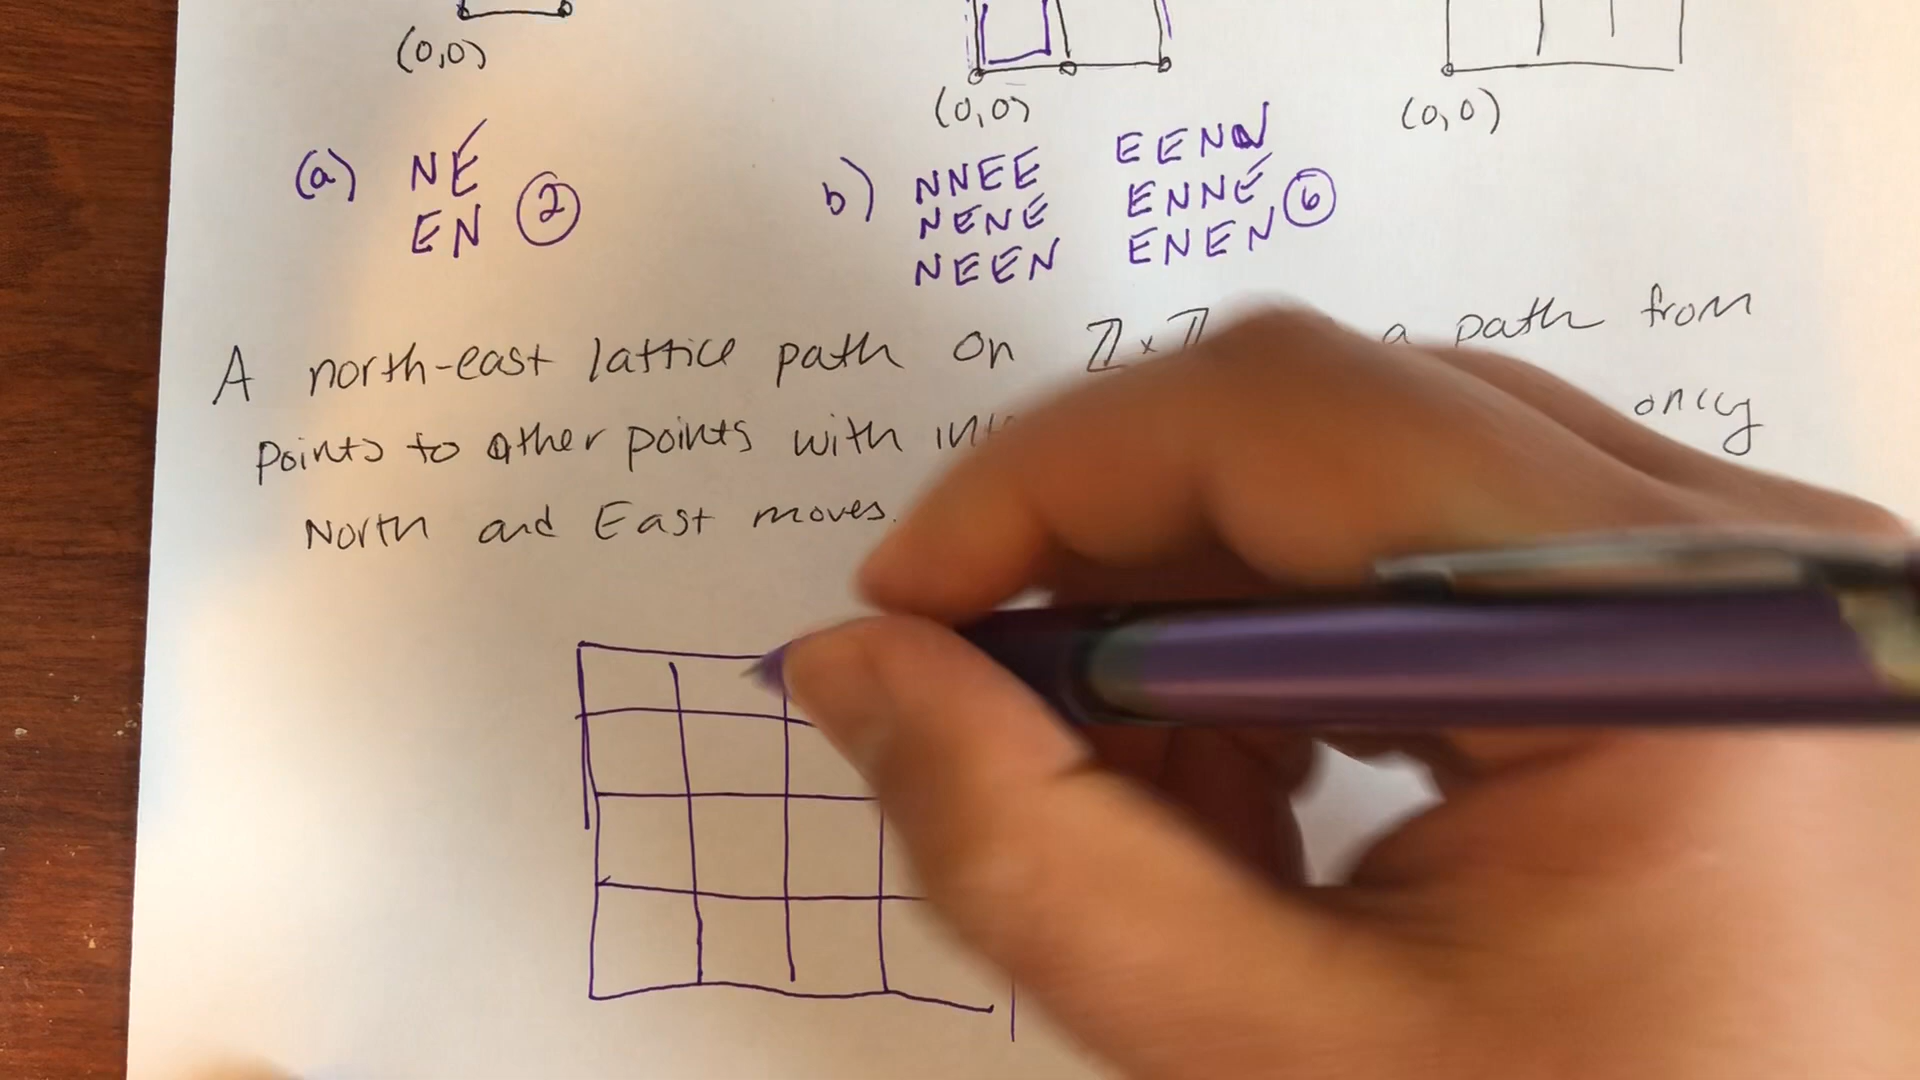 (0,0)
(0,0)
(0,0)
(a) NE
EN ②
b) NNEE EENN
NENE ENNE ⑥
NEEN ENEN
A north-east lattice path on ℤ×ℤ a path from
points to other points with only
North and East moves.